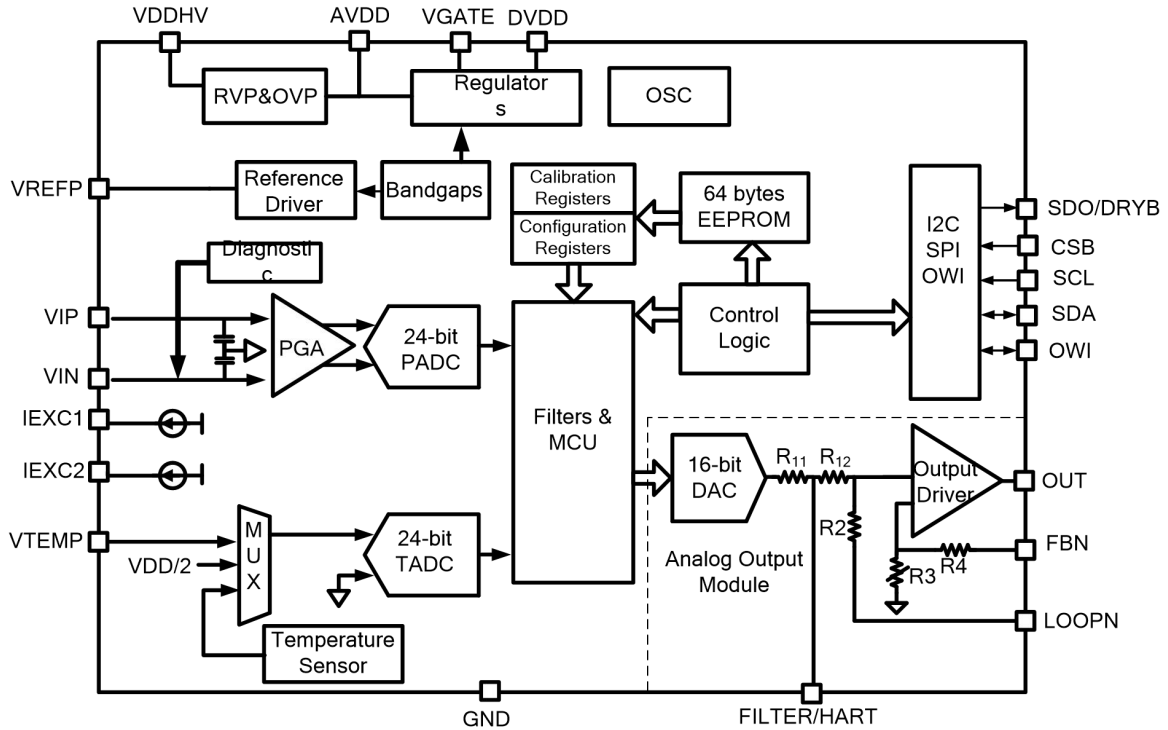 VDDHV
AVDD
VGATE
DVDD
RVP&OVP
Regulator
s
OSC
VREFP
Reference
Driver
Bandgaps
Calibration
Registers
Configuration
Registers
64 bytes
EEPROM
I2C
SPI
OWI
SDO/DRYB
CSB
SCL
SDA
OWI
Diagnosti
c
VIP
VIN
PGA
24-bit
PADC
Control
Logic
IEXC1
IEXC2
Filters &
MCU
16-bit
DAC
R11
R12
R2
Output
Driver
OUT
FBN
R3
R4
LOOPN
Analog Output
Module
VTEMP
VDD/2
M
U
X
24-bit
TADC
Temperature
Sensor
GND
FILTER/HART